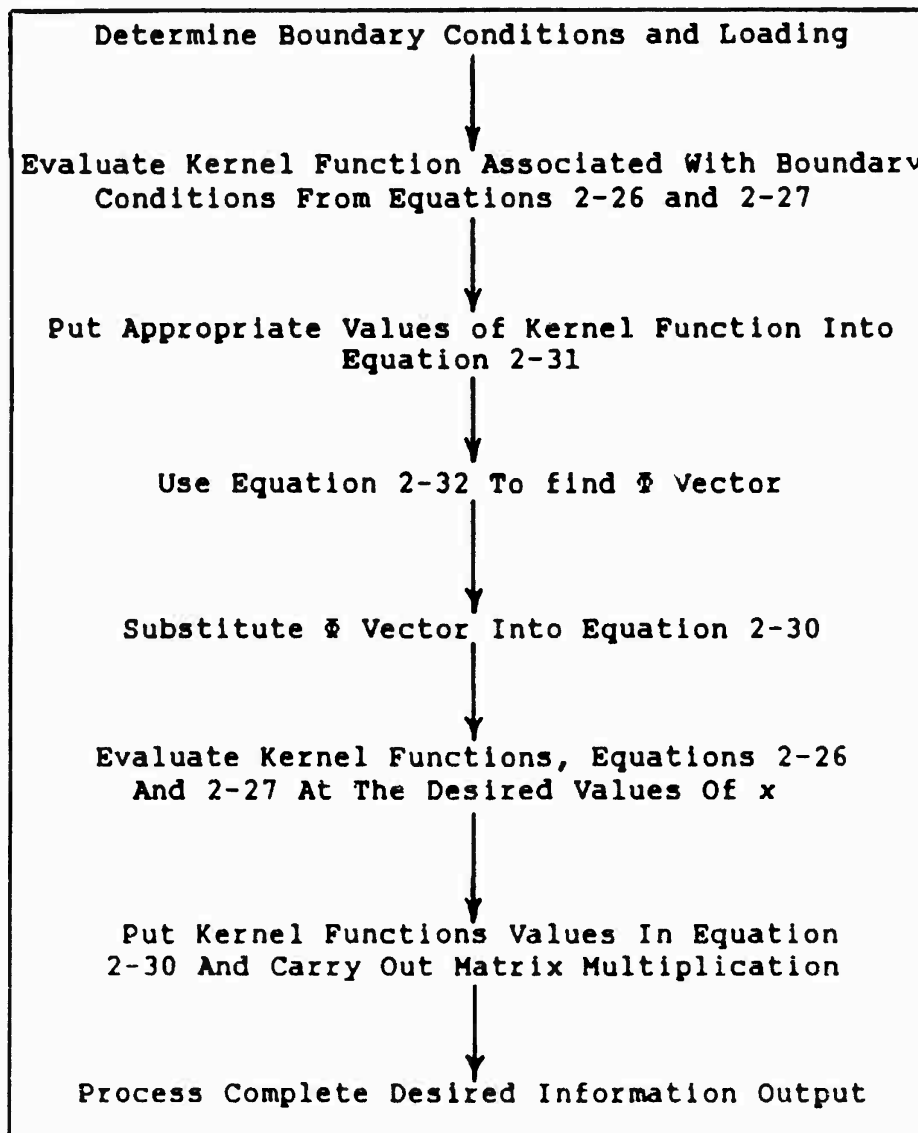 Determine Boundary Conditions and Loading
Evaluate Kernel Function Associated With Boundary
Conditions From Equations 2-26 and 2-27
Put Appropriate Values of Kernel Function Into
Equation 2-31
Use Equation 2-32 To find Φ Vector
Substitute Φ Vector Into Equation 2-30
Evaluate Kernel Functions, Equations 2-26
And 2-27 At The Desired Values Of x
Put Kernel Functions Values In Equation
2-30 And Carry Out Matrix Multiplication
Process Complete Desired Information Output